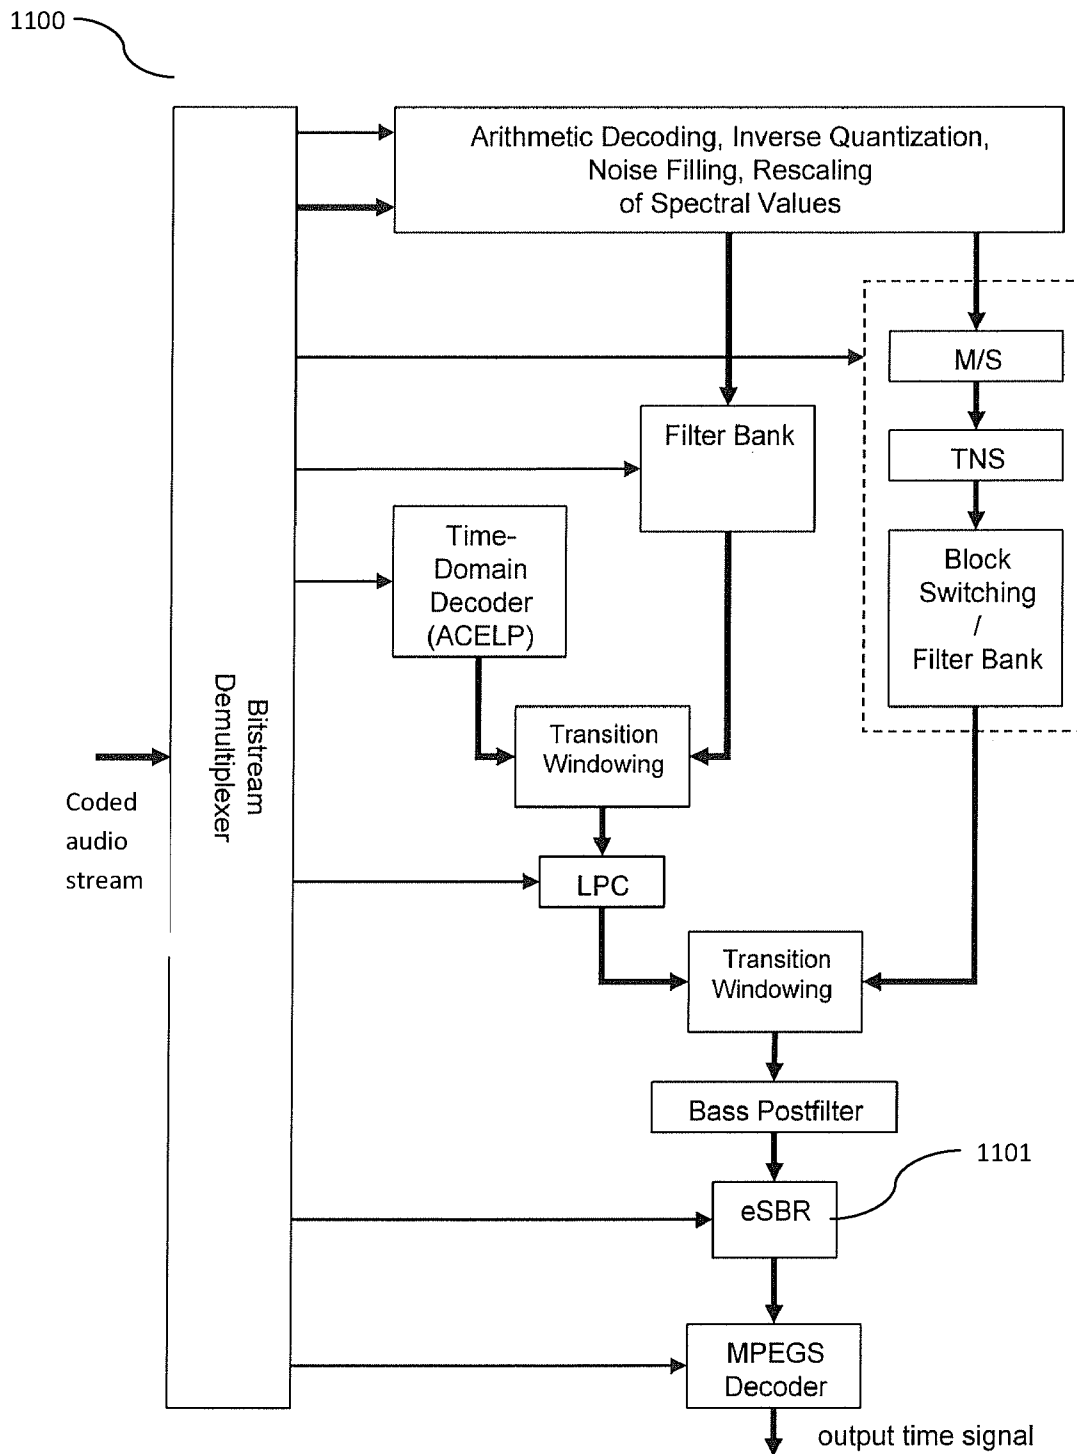 1100
Arithmetic Decoding, Inverse Quantization,
Noise Filling, Rescaling
of Spectral Values
M/S
Filter Bank
TNS
Time-
Domain
Decoder
(ACELP)
Block
Switching
/
Filter Bank
Bitstream
Demultiplexer
Transition
Windowing
Coded
audio
stream
LPC
Transition
Windowing
Bass Postfilter
1101
eSBR
MPEGS
Decoder
output time signal